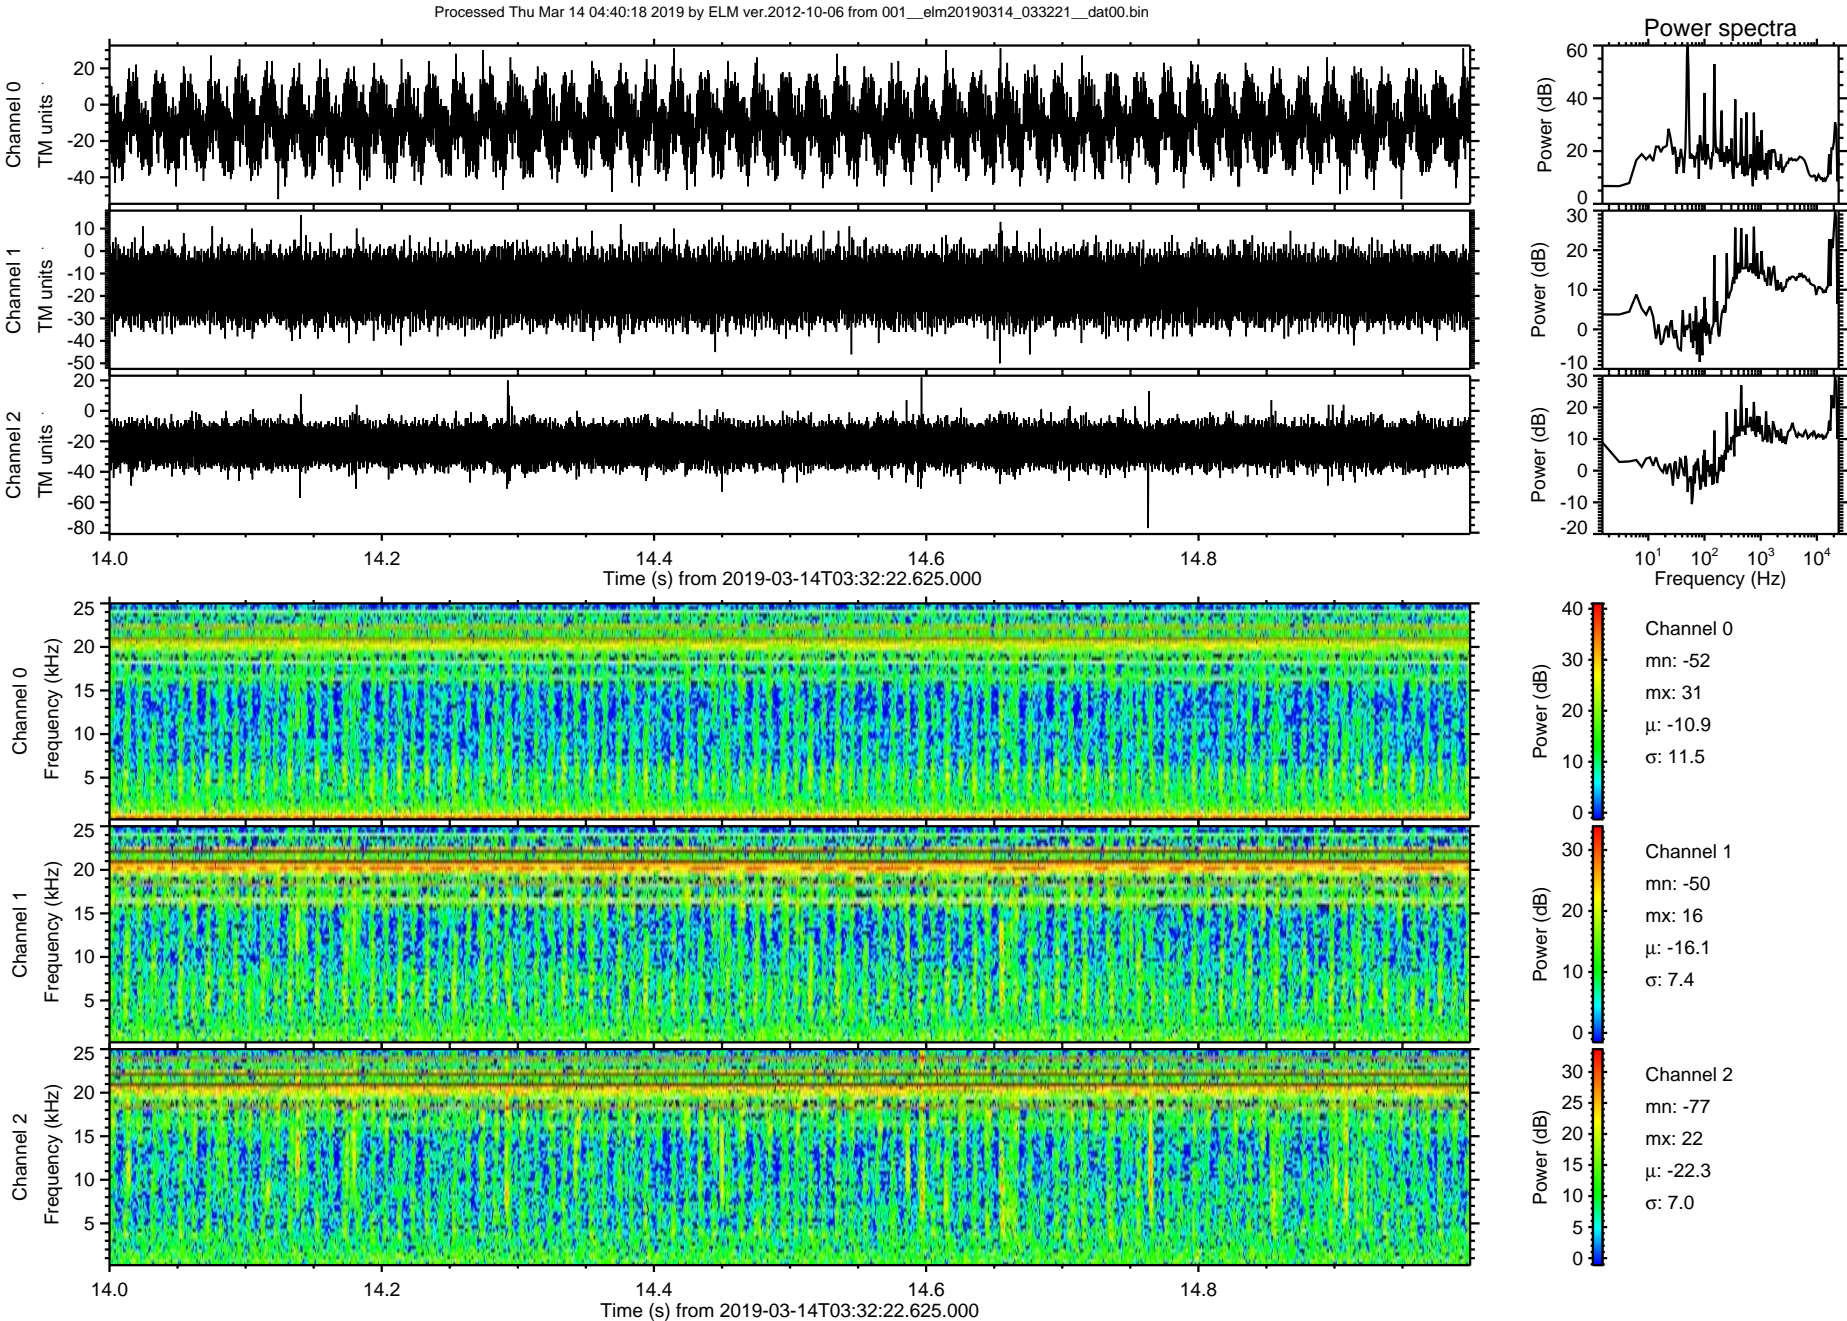 Processed Thu Mar 14 04:40:18 2019 by ELM ver.2012-10-06 from 001__elm20190314_033221__dat00.bin
Power spectra
Channel 0
TM units
20
0
-20
-40
Power (dB)
60
40
20
0
Channel 1
TM units
10
0
-10
-20
-30
-40
-50
Power (dB)
30
20
10
0
-10
Channel 2
TM units
20
0
-20
-40
-60
-80
Power (dB)
30
20
10
0
-10
-20
14.0 14.2 14.4 14.6 14.8
Time (s) from 2019-03-14T03:32:22.625.000
10^1 10^2 10^3 10^4
Frequency (Hz)
Channel 0
Frequency (kHz)
25
20
15
10
5
Power (dB)
40
30
20
10
0
Channel 0
mn: -52
mx: 31
μ: -10.9
σ: 11.5
Channel 1
Frequency (kHz)
25
20
15
10
5
Power (dB)
30
20
10
0
Channel 1
mn: -50
mx: 16
μ: -16.1
σ: 7.4
Channel 2
Frequency (kHz)
25
20
15
10
5
Power (dB)
30
25
20
15
10
5
0
Channel 2
mn: -77
mx: 22
μ: -22.3
σ: 7.0
14.0 14.2 14.4 14.6 14.8
Time (s) from 2019-03-14T03:32:22.625.000